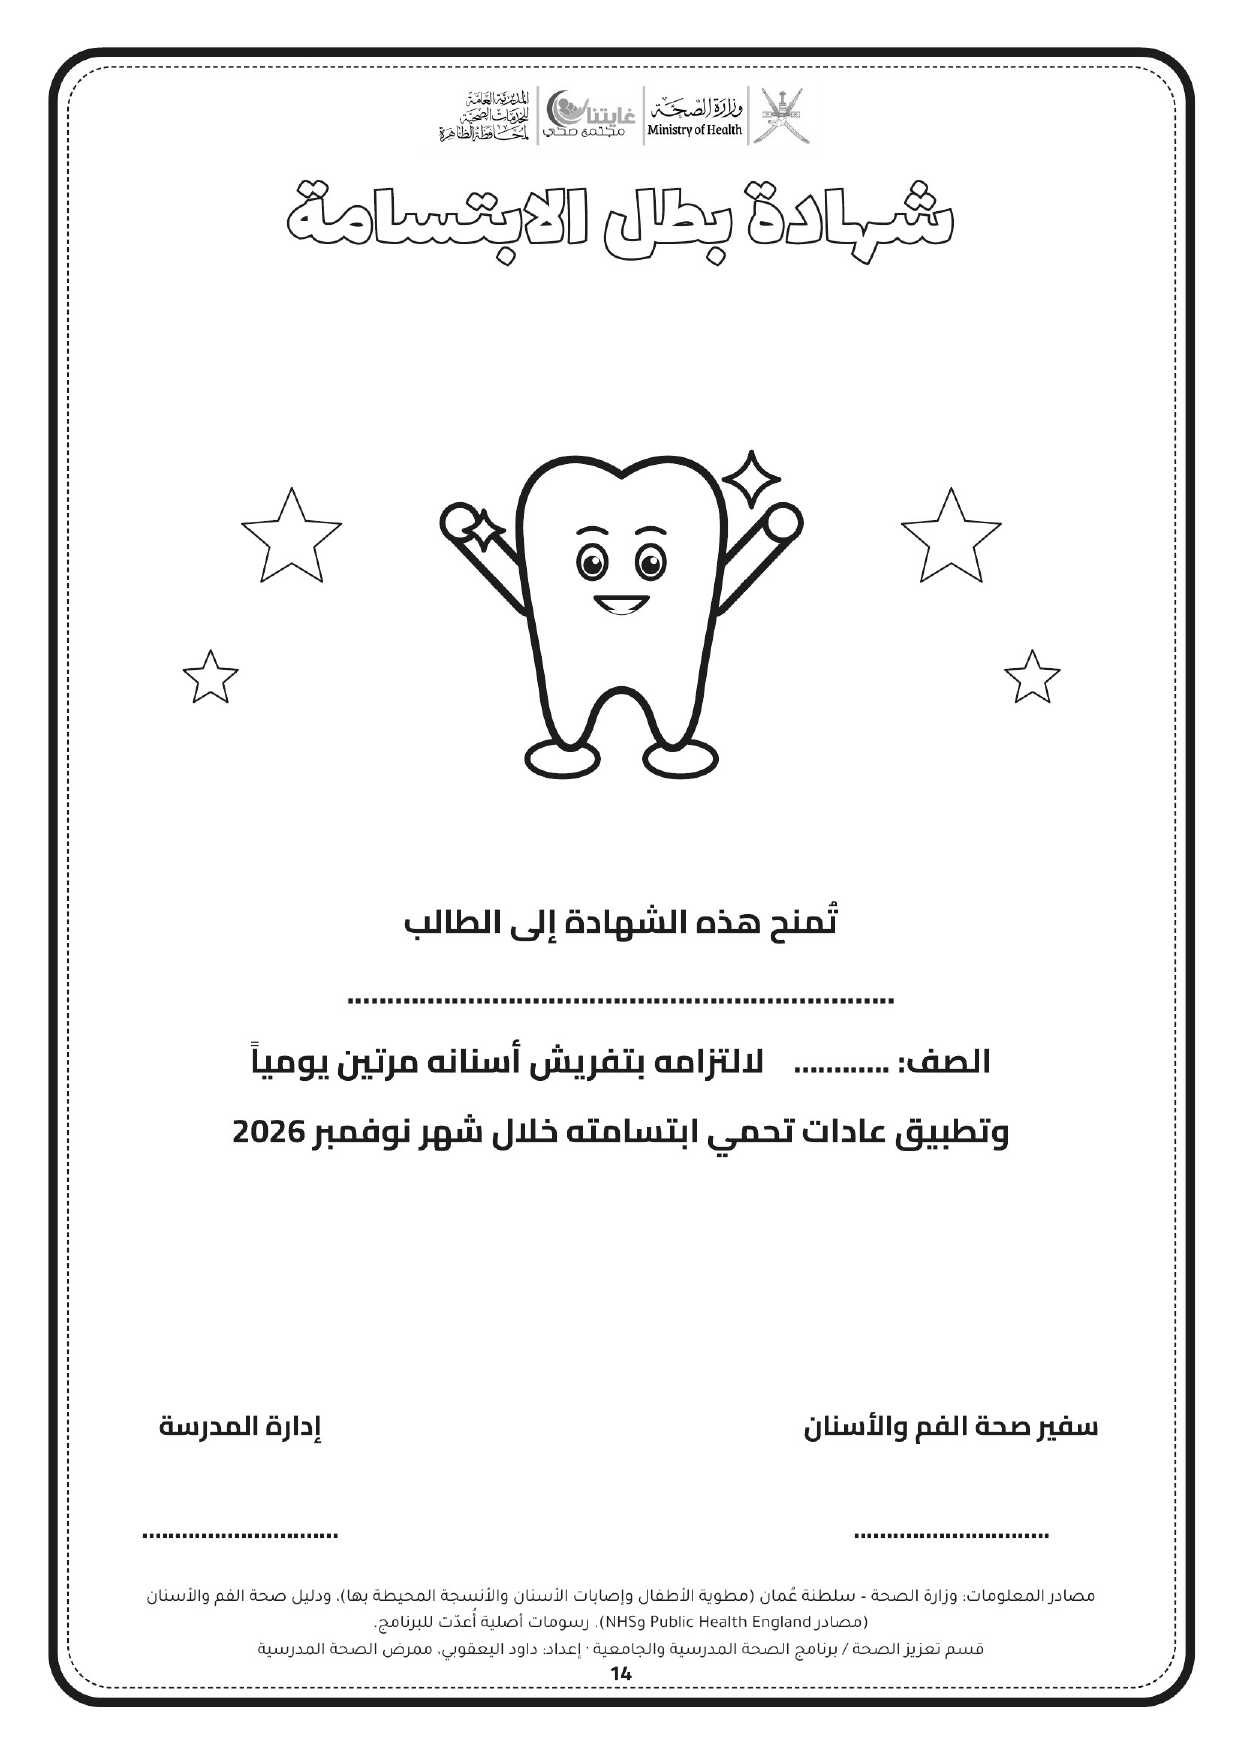 وزارة الصحة
Ministry of Health
غايتنا
مجتمع صحي
المديرية العامة
للخدمات الصحية
لمحافظة الظاهرة
شهادة بطل الابتسامة
تُمنح هذه الشهادة إلى الطالب
....................................................................
الصف: ............ لالتزامه بتفريش أسنانه مرتين يومياً
وتطبيق عادات تحمي ابتسامته خلال شهر نوفمبر 2026
سفير صحة الفم والأسنان
إدارة المدرسة
..............................
..............................
مصادر المعلومات: وزارة الصحة – سلطنة عُمان (مطوية الأطفال وإصابات الأسنان والأنسجة المحيطة بها)، ودليل صحة الفم والأسنان
(مصادر Public Health England وNHS). رسومات أصلية أُعدّت للبرنامج.
قسم تعزيز الصحة / برنامج الصحة المدرسية والجامعية · إعداد: داود اليعقوبي، ممرض الصحة المدرسية
14